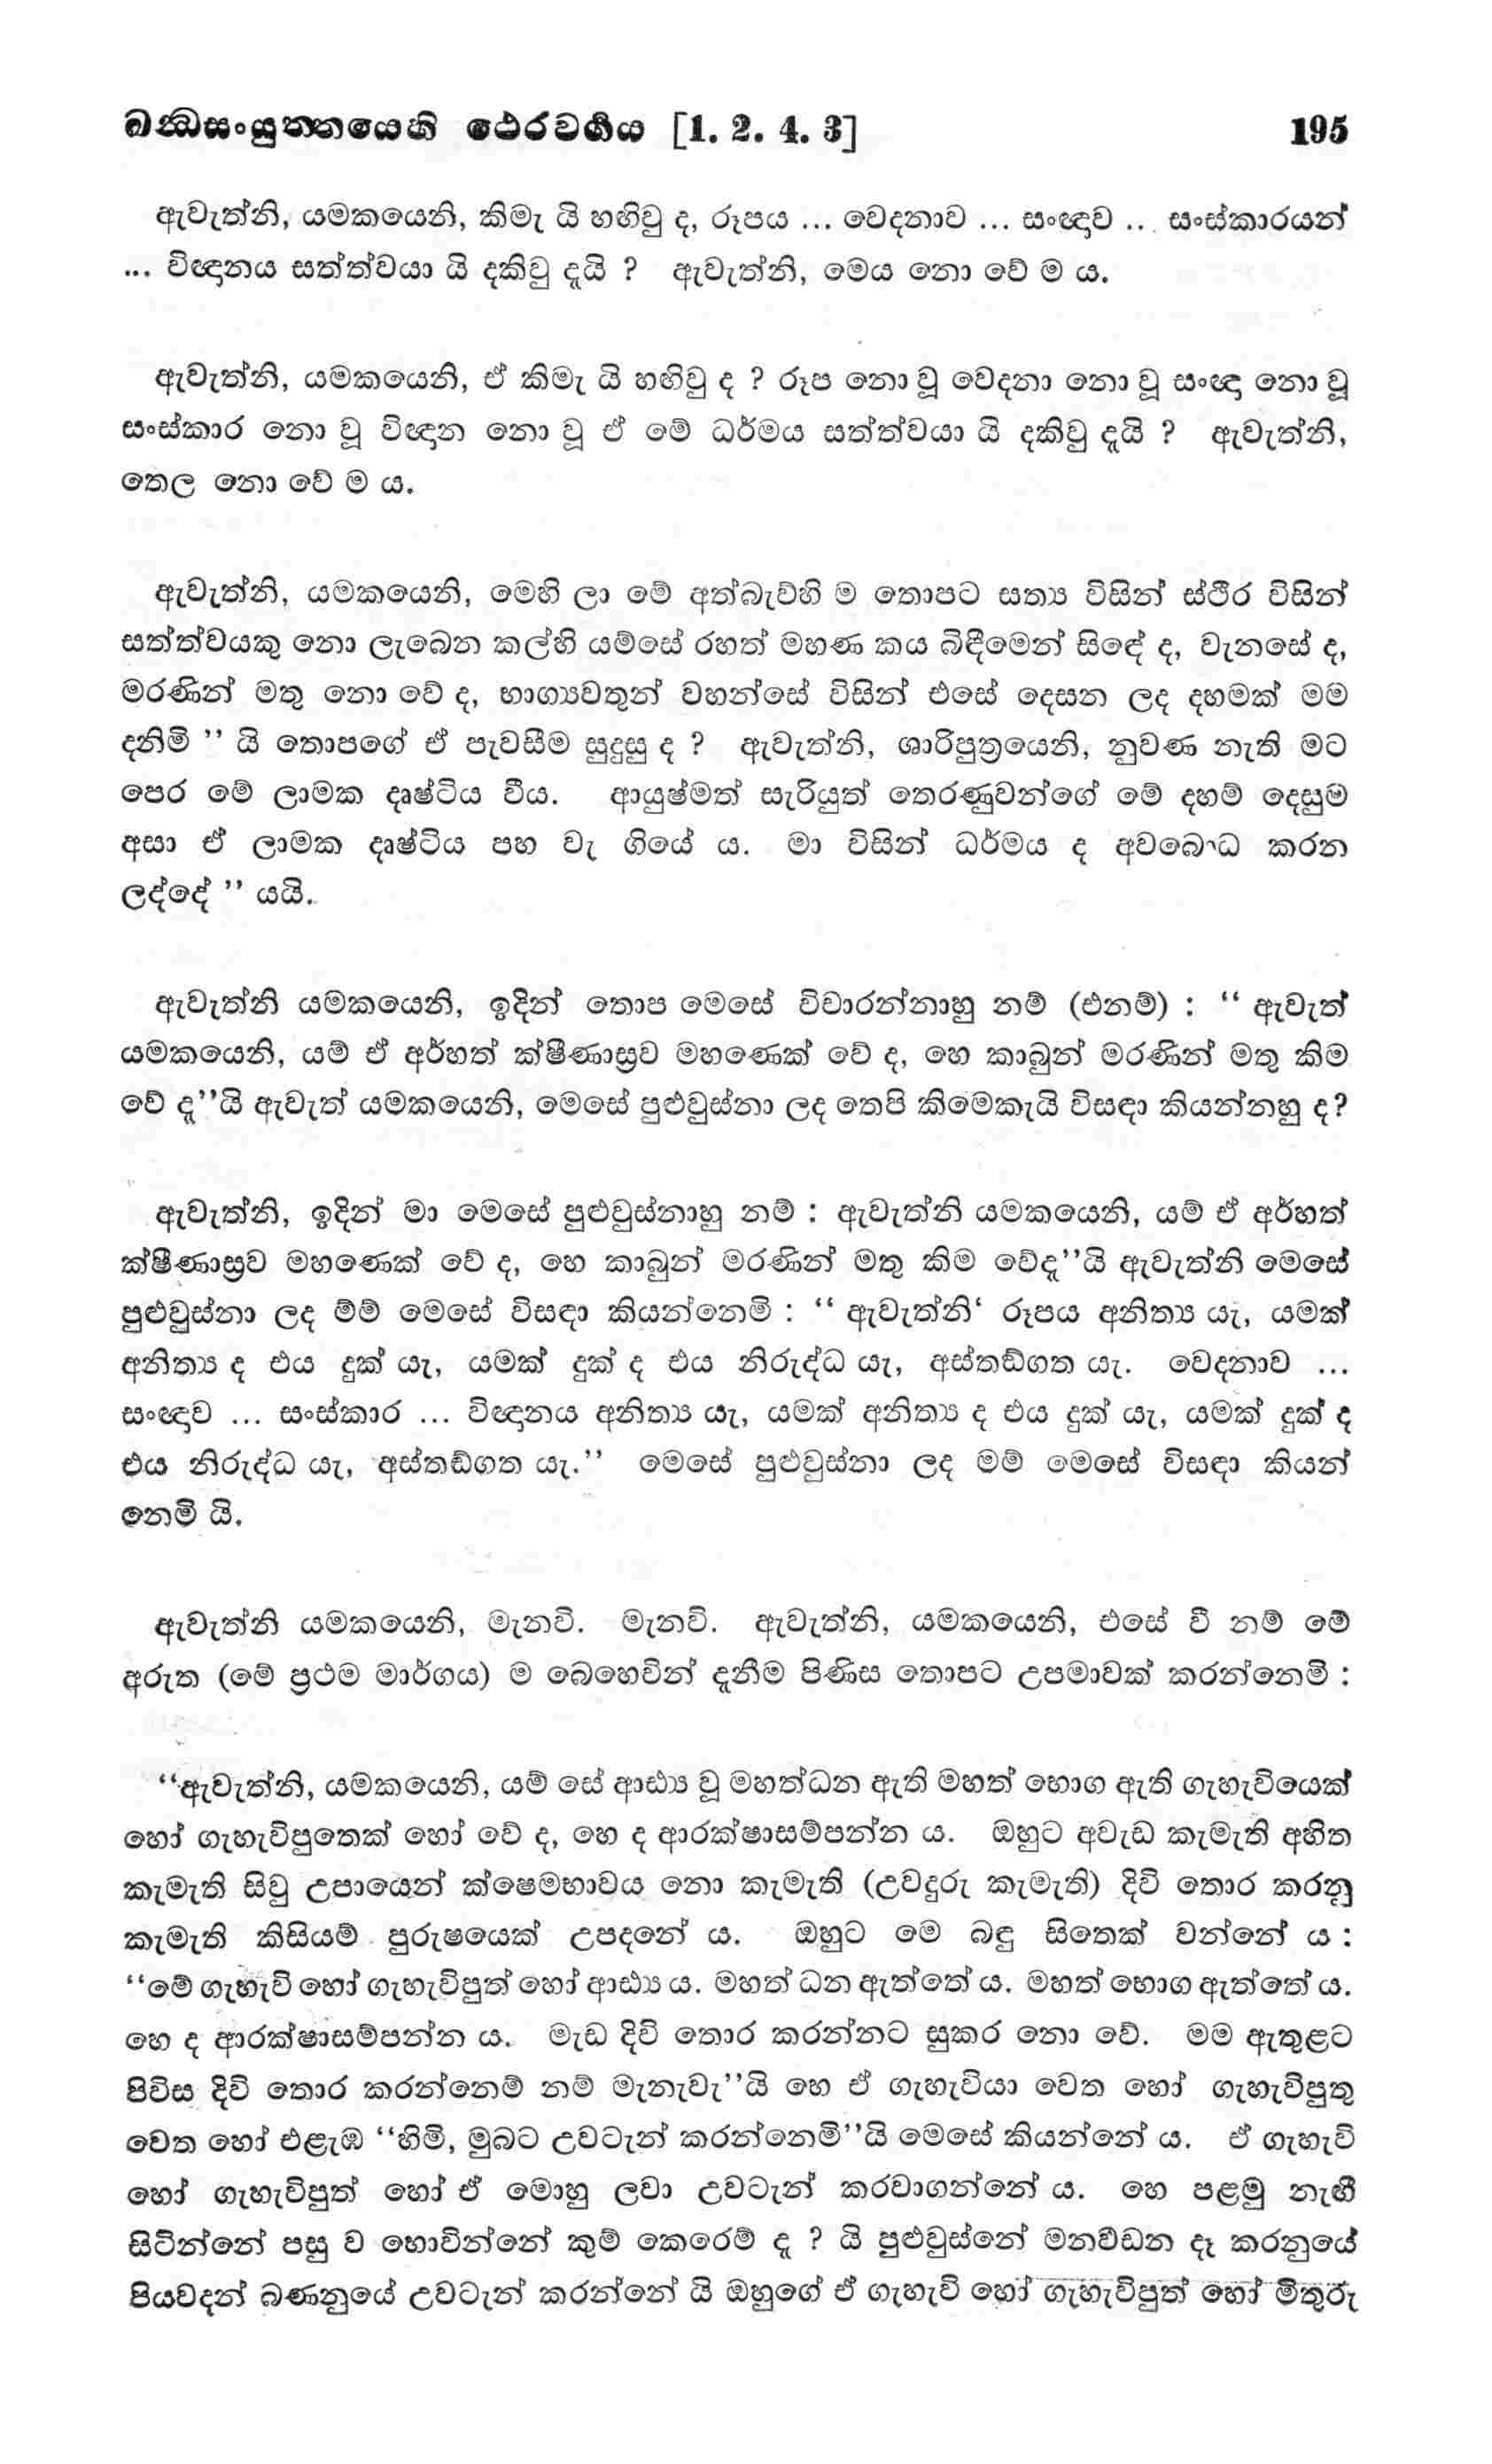 ඛන්ධසංයුත්තයෙහි ථෙරවර්ගය [1. 2. 4. 3] 195
ඇවැත්නි, යමකයෙනි, කිමැ යි හඟිවු ද, රූපය ... වෙදනාව ... සංඥාව ... සංස්කාරයන්
... විඥානය සත්ත්වයා යි දකිවු දැයි ? ඇවැත්නි, මෙය නො වේ ම ය.
ඇවැත්නි, යමකයෙනි, ඒ කිමැ යි හඟිවු ද ? රූප නො වූ වෙදනා නො වූ සංඥා නො වූ
සංස්කාර නො වූ විඥාන නො වූ ඒ මේ ධර්මය සත්ත්වයා යි දකිවු දැයි ? ඇවැත්නි,
තෙල නො වේ ම ය.
ඇවැත්නි, යමකයෙනි, මෙහි ලා මේ අත්බැව්හි ම තොපට සත්‍ය විසින් ස්ථිර විසින්
සත්ත්වයකු නො ලැබෙන කල්හි යම්සේ රහත් මහණ කය බිඳීමෙන් සිඳේ ද, වැනසේ ද,
මරණින් මතු නො වේ ද, භාග්‍යවතුන් වහන්සේ විසින් එසේ දෙසන ලද දහමක් මම
දනිමි ’’ යි තොපගේ ඒ පැවසීම සුදුසු ද ? ඇවැත්නි, ශාරිපුත්‍රයෙනි, නුවණ නැති මට
පෙර මේ ලාමක දෘෂ්ටිය වීය. ආයුෂ්මත් සැරියුත් තෙරණුවන්ගේ මේ දහම් දෙසුම
අසා ඒ ලාමක දෘෂ්ටිය පහ වැ ගියේ ය. මා විසින් ධර්මය ද අවබොධ කරන
ලද්දේ ’’ යයි.
ඇවැත්නි යමකයෙනි, ඉදින් තොප මෙසේ විචාරන්නාහු නම් (එනම්) : ‘‘ ඇවැත්
යමකයෙනි, යම් ඒ අර්හත් ක්ෂීණාස්‍රව මහණෙක් වේ ද, හෙ කාබුන් මරණින් මතු කිම
වේ දැ’’යි ඇවැත් යමකයෙනි, මෙසේ පුළුවුස්නා ලද තෙපි කිමෙකැයි විසඳා කියන්නහු ද?
ඇවැත්නි, ඉදින් මා මෙසේ පුළුවුස්නාහු නම් : ඇවැත්නි යමකයෙනි, යම් ඒ අර්හත්
ක්ෂීණාස්‍රව මහණෙක් වේ ද, හෙ කාබුන් මරණින් මතු කිම වේදැ’’යි ඇවැත්නි මෙසේ
පුළුවුස්නා ලද ම්ම් මෙසේ විසඳා කියන්නෙමි : ‘‘ ඇවැත්නි‘ රූපය අනිත්‍ය යැ, යමක්
අනිත්‍ය ද එය දුක් යැ, යමක් දුක් ද එය නිරුද්ධ යැ, අස්තඞ්ගත යැ. වෙදනාව ...
සංඥාව ... සංස්කාර ... විඥානය අනිත්‍ය යැ, යමක් අනිත්‍ය ද එය දුක් යැ, යමක් දුක් ද
එය නිරුද්ධ යැ, අස්තඞ්ගත යැ.’’ මෙසේ පුළුවුස්නා ලද මම් මෙසේ විසඳා කියන්
නෙමි යි.
ඇවැත්නි යමකයෙනි, මැනවි. මැනවි. ඇවැත්නි, යමකයෙනි, එසේ වී නම් මේ
අරුත (මේ ප්‍රථම මාර්ගය) ම බෙහෙවින් දැනීම පිණිස තොපට උපමාවක් කරන්නෙමි :
‘‘ඇවැත්නි, යමකයෙනි, යම් සේ ආඪ්‍ය වූ මහත්ධන ඇති මහත් භොග ඇති ගැහැවියෙක්
හෝ ගැහැවිපුතෙක් හෝ වේ ද, හෙ ද ආරක්ෂාසම්පන්න ය. ඔහුට අවැඩ කැමැති අහිත
කැමැති සිවු උපායෙන් ක්ෂෙමභාවය නො කැමැති (උවදුරු කැමැති) දිවි තොර කරනු
කැමැති කිසියම් පුරුෂයෙක් උපදනේ ය. ඔහුට මෙ බඳු සිතෙක් වන්නේ ය :
‘‘මේ ගැහැවි හෝ ගැහැවිපුත් හෝ ආඪ්‍ය ය. මහත් ධන ඇත්තේ ය. මහත් භොග ඇත්තේ ය.
හෙ ද ආරක්ෂාසම්පන්න ය. මැඩ දිවි තොර කරන්නට සුකර නො වේ. මම ඇතුළට
පිවිස දිවි තොර කරන්නෙම් නම් මැනැවැ’’යි හෙ ඒ ගැහැවියා වෙත හෝ ගැහැවිපුතු
වෙත හෝ එළැඹ ‘‘හිමි, මුබට උවටැන් කරන්නෙමි’’යි මෙසේ කියන්නේ ය. ඒ ගැහැවි
හෝ ගැහැවිපුත් හෝ ඒ මොහු ලවා උවටැන් කරවාගන්නේ ය. හෙ පළමු නැඟී
සිටින්නේ පසු ව හොවින්නේ කුම් කෙරෙම් දැ ? යි පුළුවුස්නේ මනවඩන දෑ කරනුයේ
පියවදන් බණනුයේ උවටැන් කරන්නේ යි ඔහුගේ ඒ ගැහැවි හෝ ගැහැවිපුත් හෝ මිතුරු